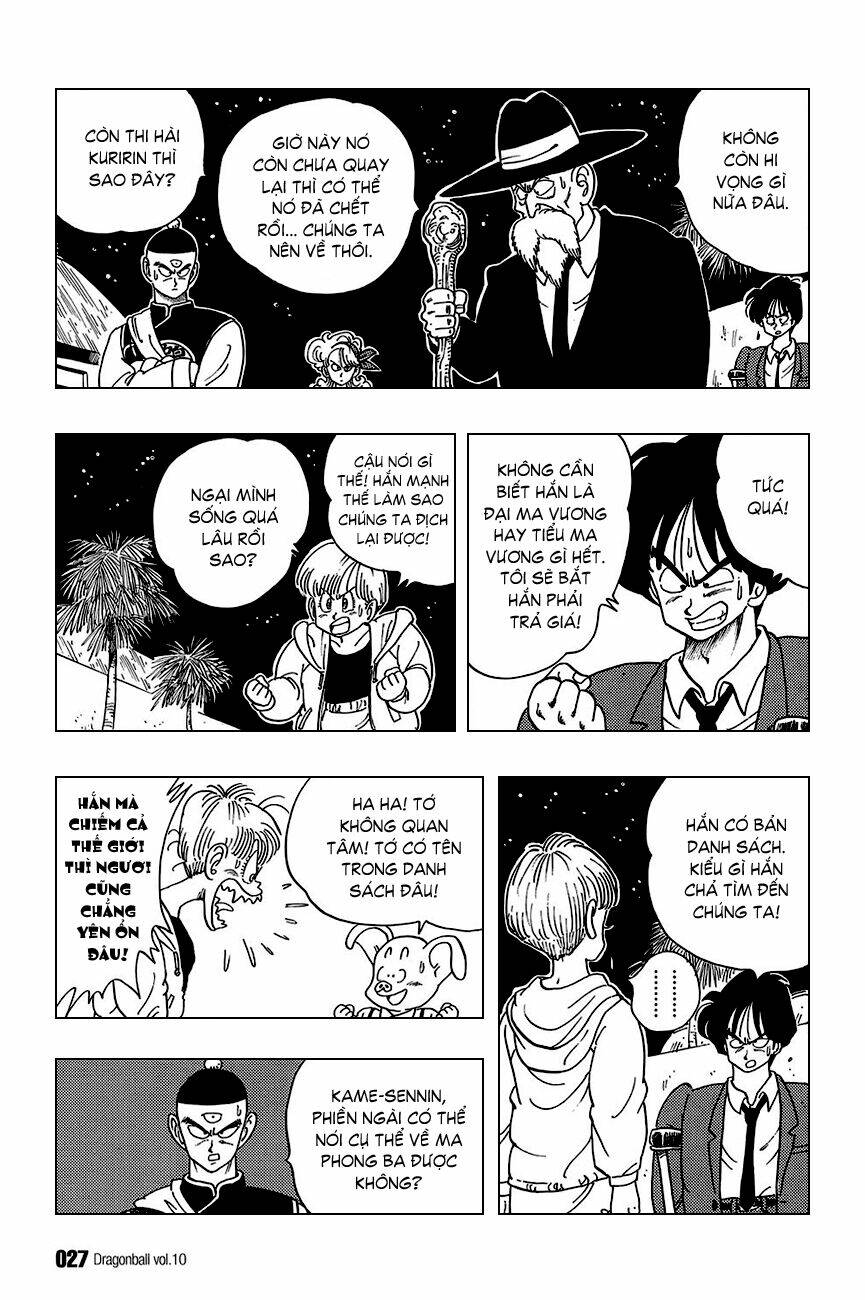 KHÔNG
CÒN HI
VỌNG GÌ
NỮA ĐÂU.
GIỜ NÀY NÓ
CÒN CHƯA QUAY
LẠI THÌ CÓ THỂ
NÓ ĐÃ CHẾT
RỒI... CHÚNG TA
NÊN VỀ THÔI.
CÒN THI HÀI
KURIRIN THÌ
SAO ĐÂY?
TỨC
QUÁ!
KHÔNG CẦN
BIẾT HẮN LÀ
ĐẠI MA VƯƠNG
HAY TIỂU MA
VƯƠNG GÌ HẾT.
TÔI SẼ BẮT
HẮN PHẢI
TRẢ GIÁ!
CẬU NÓI GÌ
THẾ! HẮN MẠNH
THẾ LÀM SAO
CHÚNG TA ĐỊCH
LẠI ĐƯỢC!
NGẠI MÌNH
SỐNG QUÁ
LÂU RỒI
SAO?
HẮN CÓ BẢN
DANH SÁCH.
KIỂU GÌ HẮN
CHẢ TÌM ĐẾN
CHÚNG TA!
HA HA! TỚ
KHÔNG QUAN
TÂM! TỚ CÓ TÊN
TRONG DANH
SÁCH ĐÂU!
HẮN MÀ
CHIẾM CẢ
THẾ GIỚI
THÌ NGƯƠI
CŨNG
CHẲNG
YÊN ỔN
ĐÂU!
KAME-SENNIN,
PHIỀN NGÀI CÓ THỂ
NÓI CỤ THỂ VỀ MA
PHONG BA ĐƯỢC
KHÔNG?
027 Dragonball vol.10